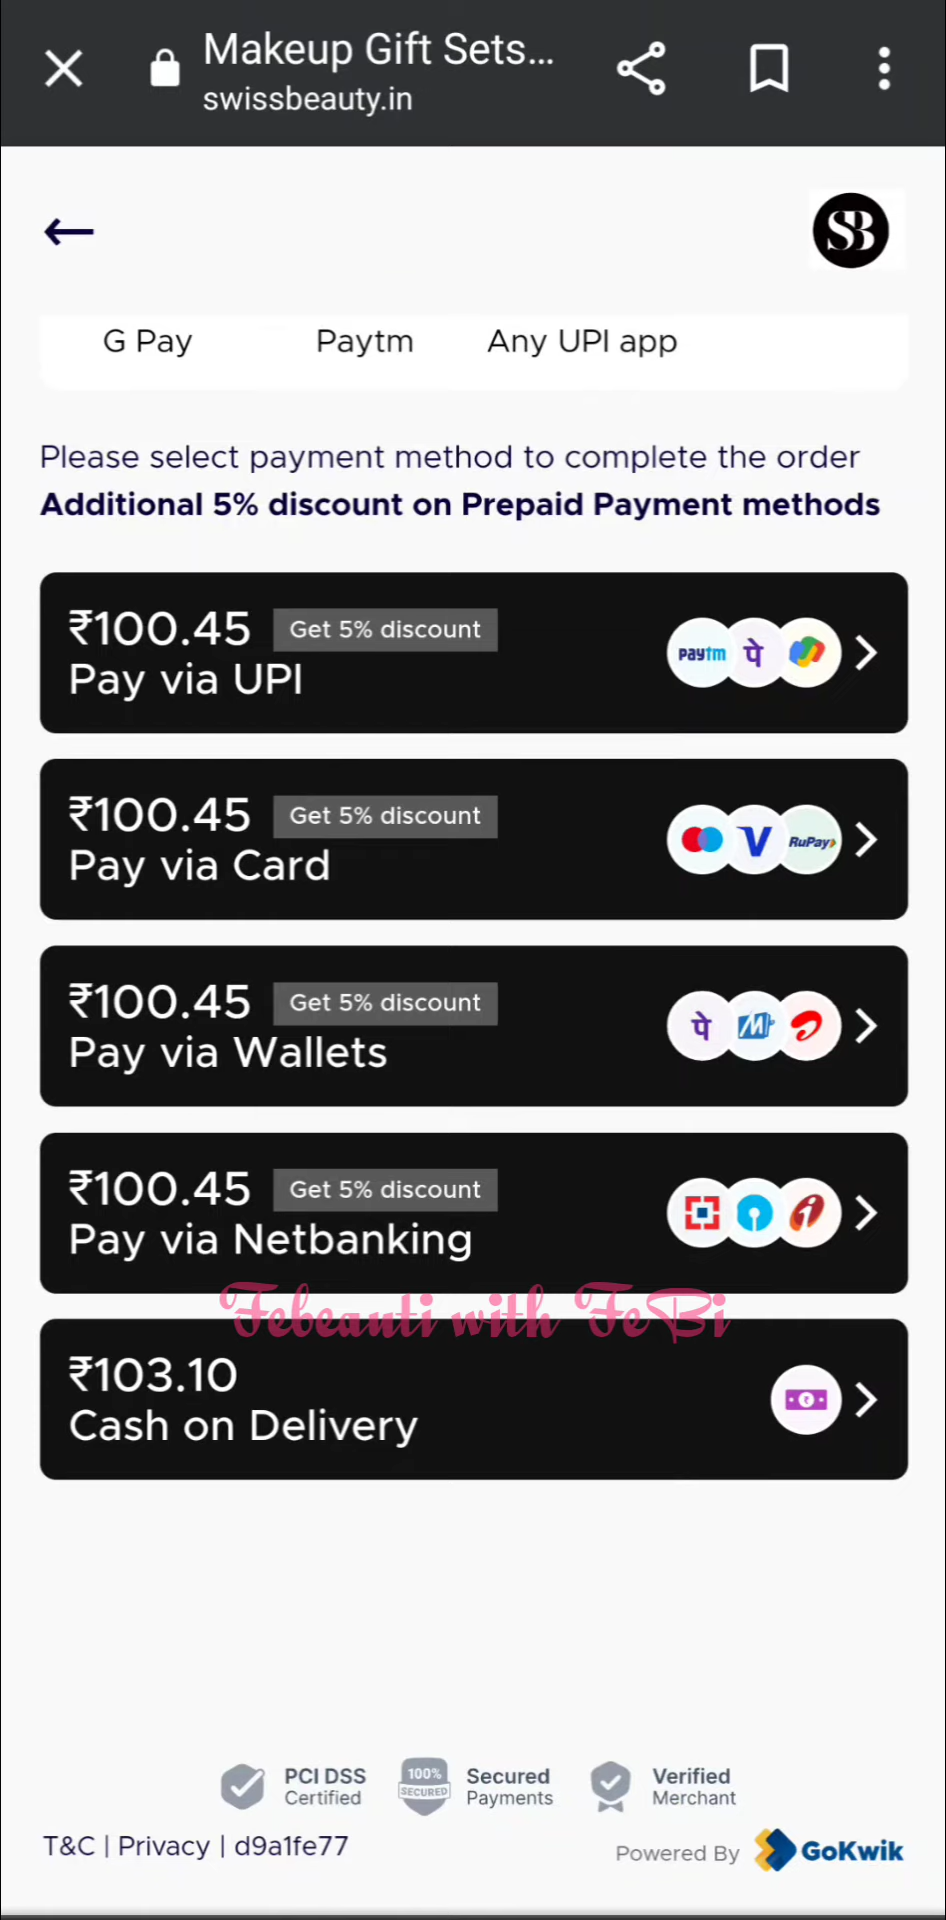 Makeup Gift Sets...
swissbeauty.in
SB
G Pay Paytm Any UPI app
Please select payment method to complete the order
Additional 5% discount on Prepaid Payment methods
₹100.45 Get 5% discount
Pay via UPI
paytm पे
₹100.45 Get 5% discount
Pay via Card
V RuPay
₹100.45 Get 5% discount
Pay via Wallets
पे M
₹100.45 Get 5% discount
Pay via Netbanking
i
Febeauti with FeBi
₹103.10
Cash on Delivery
₹
PCI DSS
Certified
100%
SECURED
Secured
Payments
Verified
Merchant
T&C | Privacy | d9a1fe77
Powered By GoKwik